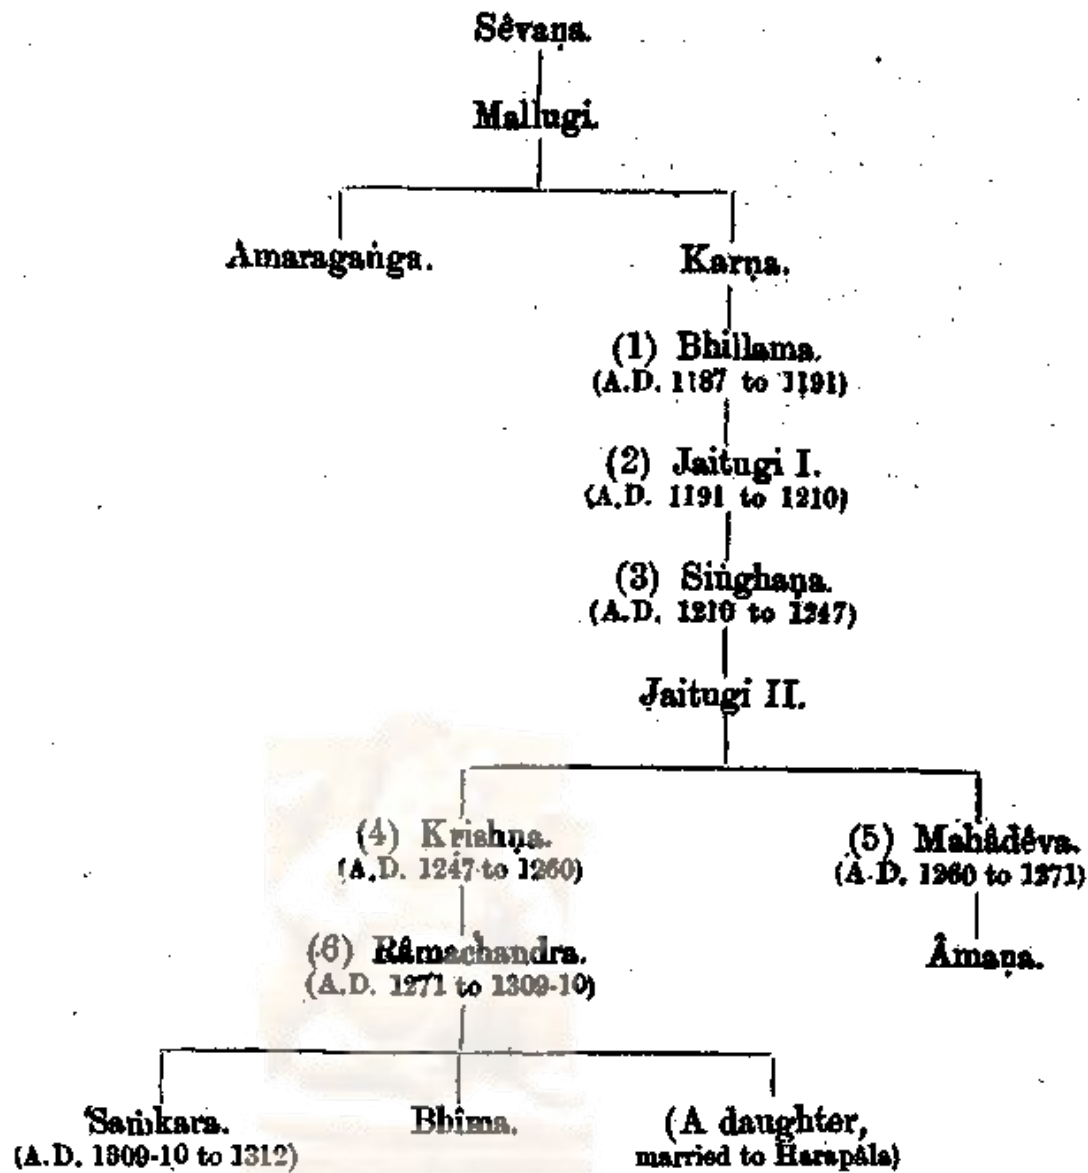 Sêvaṇa.
Mallugi.
Amaragaṅga. Karṇa.
(1) Bhillama.
(A.D. 1187 to 1191)
(2) Jaitugi I.
(A.D. 1191 to 1210)
(3) Siṅghaṇa.
(A.D. 1210 to 1247)
Jaitugi II.
(4) Krishṇa. (5) Mahâdêva.
(A.D. 1247 to 1260) (A.D. 1260 to 1271)
(6) Râmachandra. Âmaṇa.
(A.D. 1271 to 1309-10)
Saṁkara. Bhîma. (A daughter,
(A.D. 1309-10 to 1312) married to Harapâla)